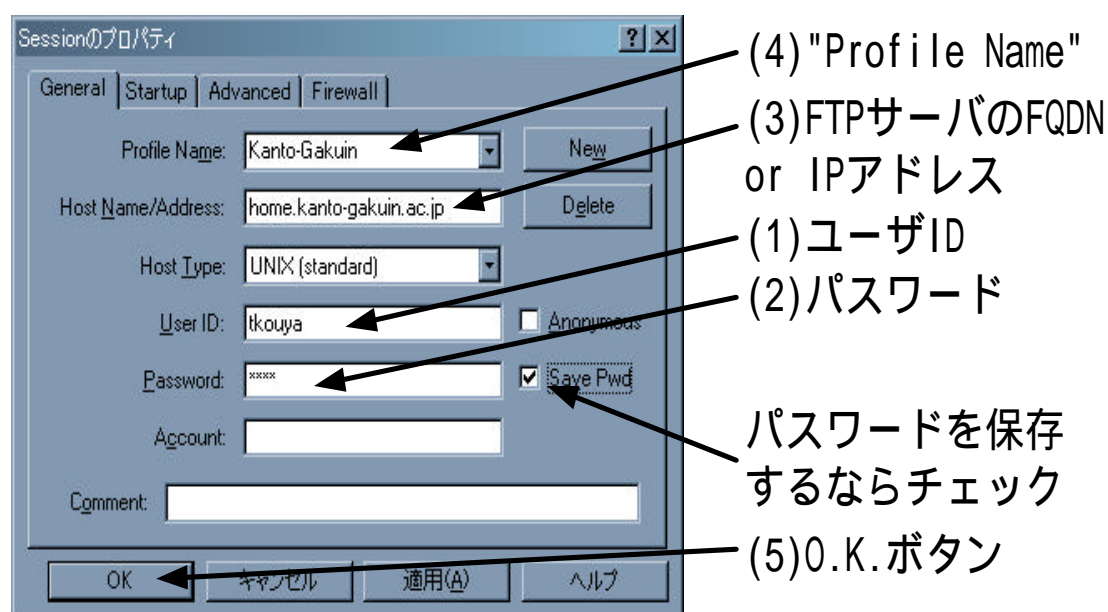 Sessionのプロパティ
General Startup Advanced Firewall
Profile Name: Kanto-Gakuin New
Host Name/Address: home.kanto-gakuin.ac.jp Delete
Host Type: UNIX (standard)
User ID: tkouya Anonymous
Password: **** Save Pwd
Account:
Comment:
OK キャンセル 適用(A) ヘルプ
(4)"Profile Name"
(3)FTPサーバのFQDN
or IPアドレス
(1)ユーザID
(2)パスワード
パスワードを保存
するならチェック
(5)O.K.ボタン